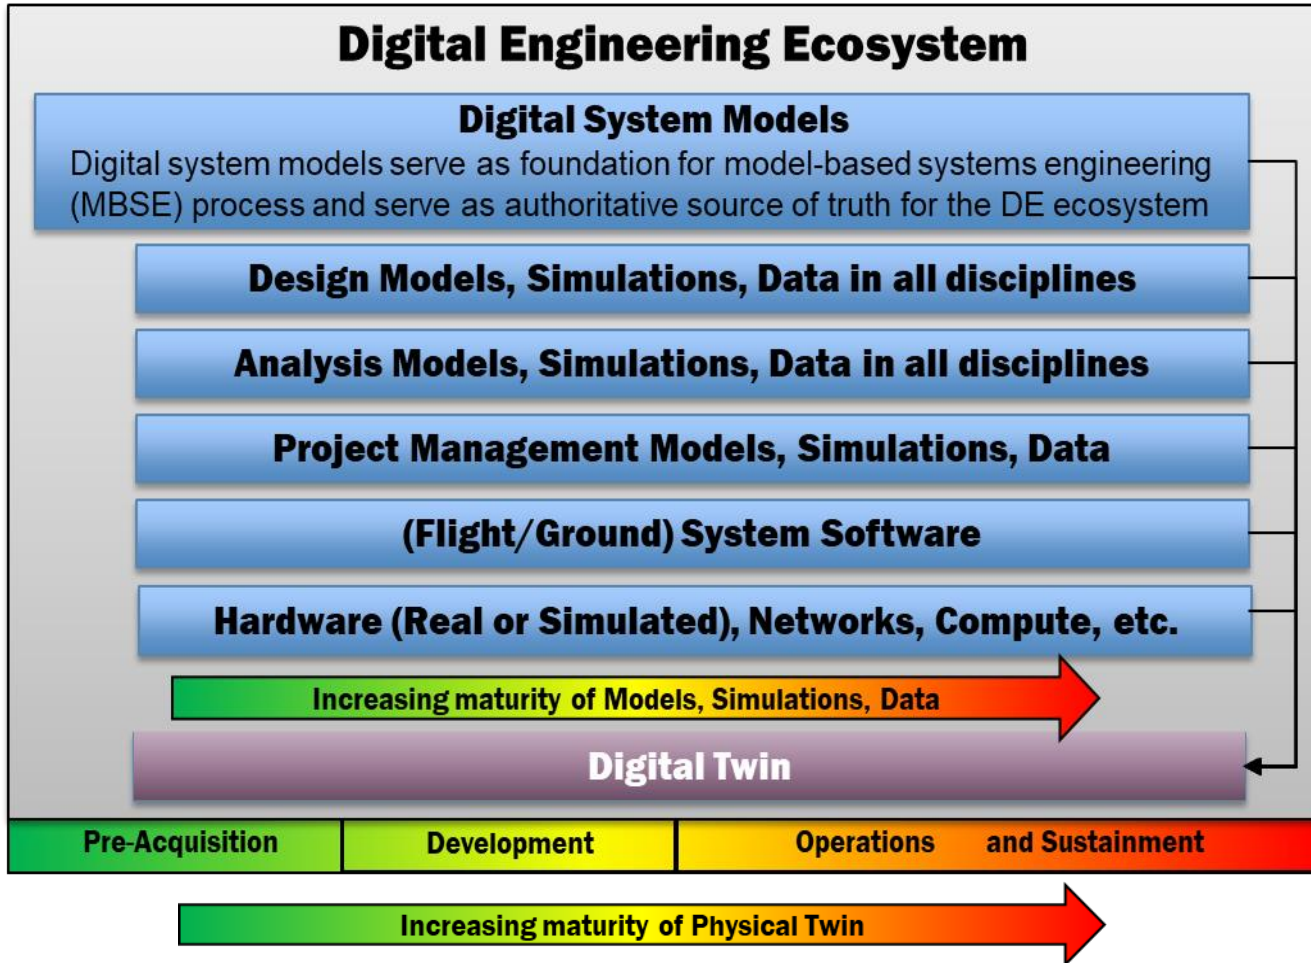 Digital Engineering Ecosystem
Digital System Models
Digital system models serve as foundation for model-based systems engineering
(MBSE) process and serve as authoritative source of truth for the DE ecosystem
Design Models, Simulations, Data in all disciplines
Analysis Models, Simulations, Data in all disciplines
Project Management Models, Simulations, Data
(Flight/Ground) System Software
Hardware (Real or Simulated), Networks, Compute, etc.
Increasing maturity of Models, Simulations, Data
Digital Twin
Pre-Acquisition
Development
Operations and Sustainment
Increasing maturity of Physical Twin